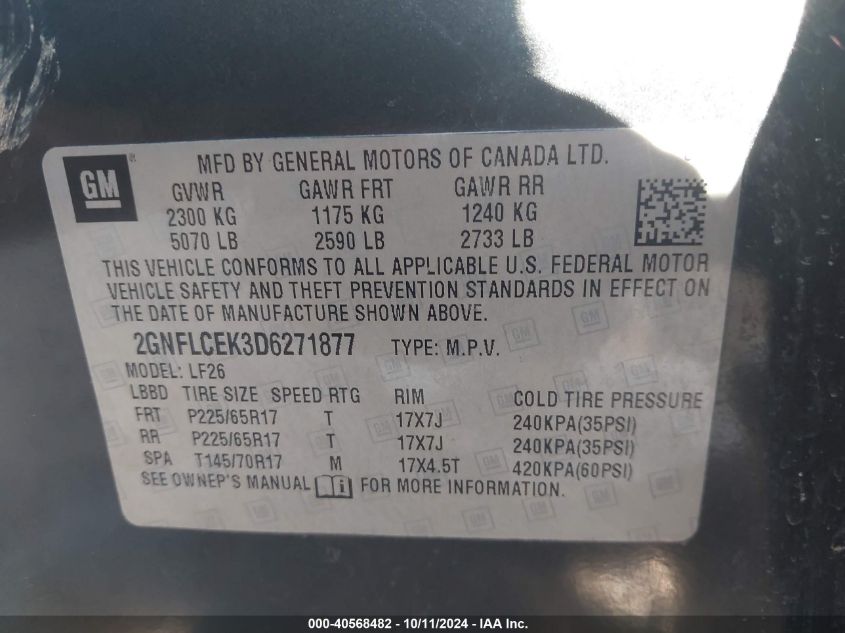 GM ® MFD BY GENERAL MOTORS OF CANADA LTD.
GVWR GAWR FRT GAWR RR
2300 KG 1175 KG 1240 KG
5070 LB 2590 LB 2733 LB
THIS VEHICLE CONFORMS TO ALL APPLICABLE U.S. FEDERAL MOTOR
VEHICLE SAFETY AND THEFT PREVENTION STANDARDS IN EFFECT ON
THE DATE OF MANUFACTURE SHOWN ABOVE.
2GNFLCEK3D6271877 TYPE: M.P.V.
MODEL: LF26
LBBD TIRE SIZE SPEED RTG RIM COLD TIRE PRESSURE
FRT P225/65R17 T 17X7J 240KPA(35PSI)
RR P225/65R17 T 17X7J 240KPA(35PSI)
SPA T145/70R17 M 17X4.5T 420KPA(60PSI)
SEE OWNER'S MANUAL i FOR MORE INFORMATION.
000-40568482 - 10/11/2024 - IAA Inc.